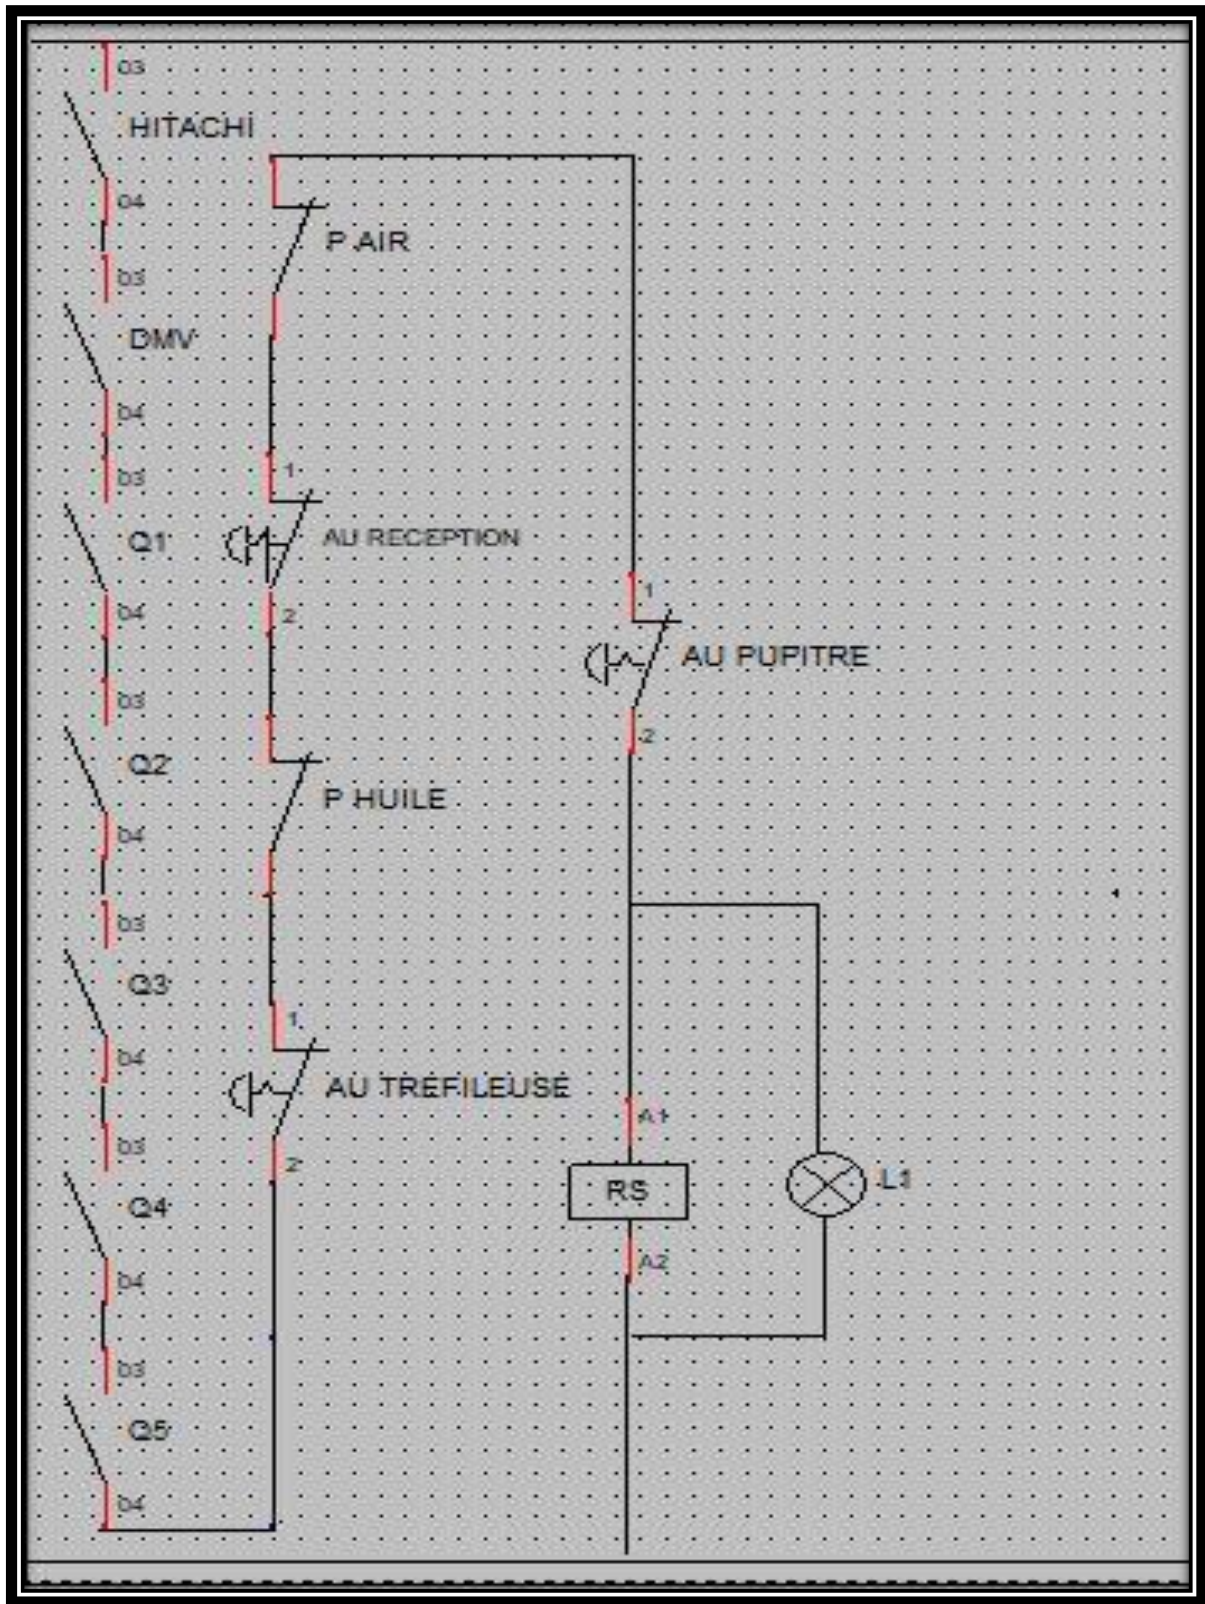 03
HITACHI
04
03
DMV
04
03
Q1
04
03
Q2
04
03
Q3
04
03
Q4
04
03
Q5
04
P AIR
1
AU RECEPTION
2
P HUILE
1
AU TREFILEUSE
2
1
AU PUPITRE
2
A1
RS
A2
L1